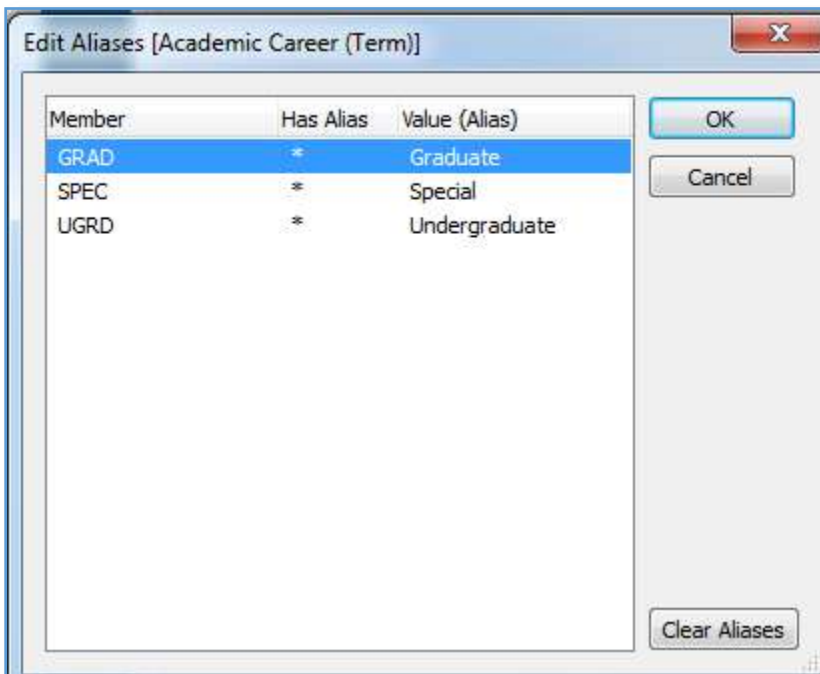 Edit Aliases [Academic Career (Term)]
Member Has Alias Value (Alias)
GRAD * Graduate
SPEC * Special
UGRD * Undergraduate
OK
Cancel
Clear Aliases